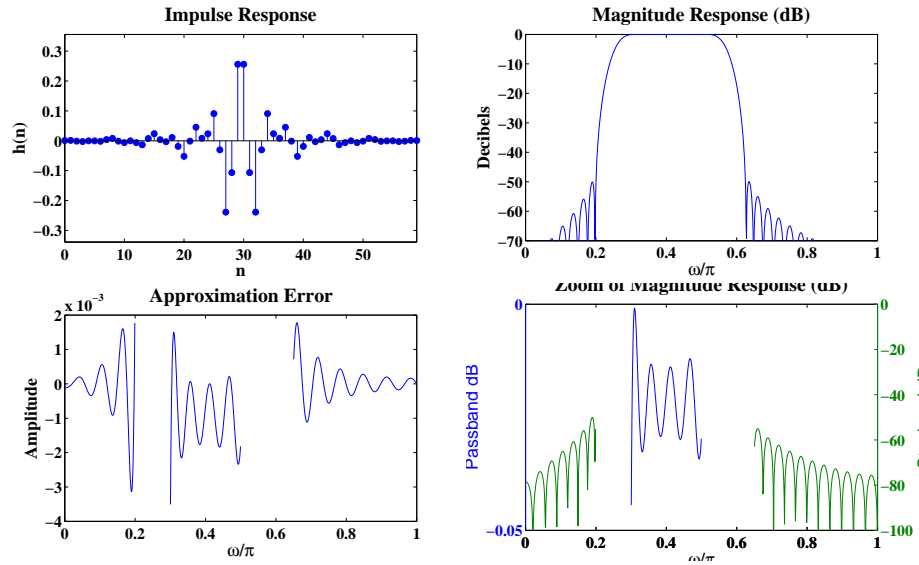 Impulse Response
0.3
0.2
0.1
0
−0.1
−0.2
−0.3
h(n)
0 10 20 30 40 50
n
Magnitude Response (dB)
0
−10
−20
−30
−40
−50
−60
−70
Decibels
0 0.2 0.4 0.6 0.8 1
ω/π
Approximation Error
x 10⁻³
2
1
0
−1
−2
−3
−4
Amplitude
0 0.2 0.4 0.6 0.8 1
ω/π
Zoom of Magnitude Response (dB)
0
−0.05
Passband dB
0
−20
−40
−60
−80
−100
0 0.2 0.4 0.6 0.8 1
ω/π